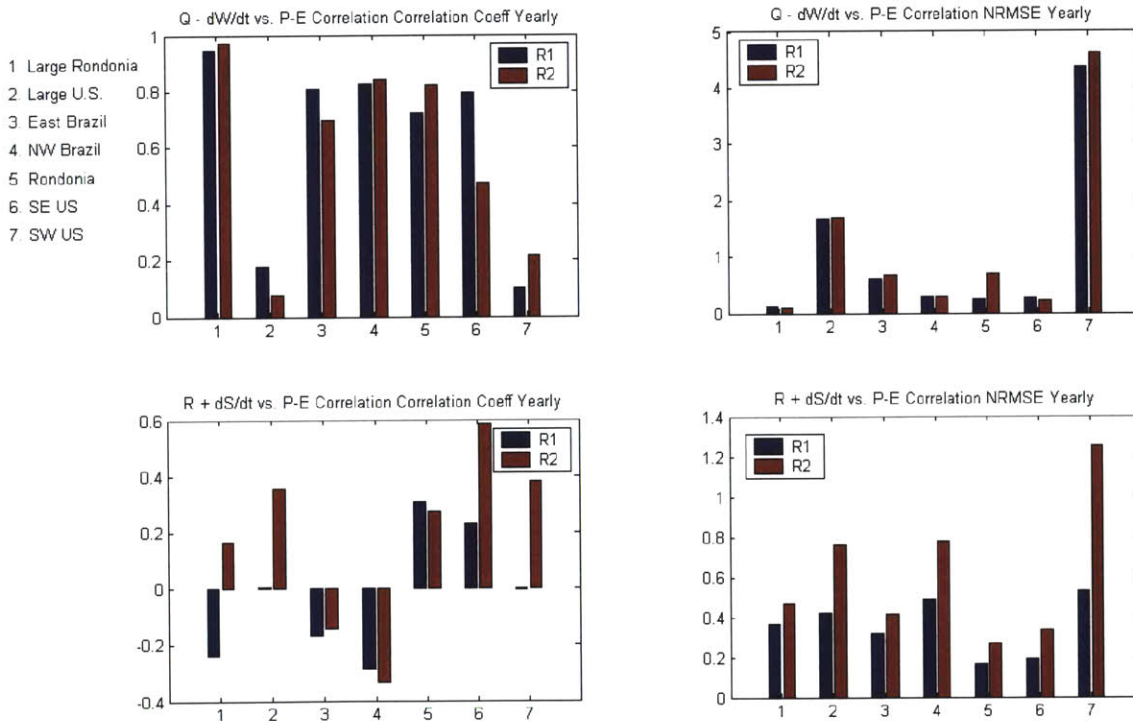 Q - dW/dt vs. P-E Correlation Correlation Coeff Yearly
1 Large Rondonia
2. Large U.S.
3 East Brazil
4 NW Brazil
5 Rondonia
6. SE US
7. SW US
1
0.8
0.6
0.4
0.2
0
R1
R2
1 2 3 4 5 6 7
Q - dW/dt vs. P-E Correlation NRMSE Yearly
5
4
3
2
1
0
R1
R2
1 2 3 4 5 6 7
R + dS/dt vs. P-E Correlation Correlation Coeff Yearly
0.6
0.4
0.2
0
-0.2
-0.4
R1
R2
1 2 3 4 5 6 7
R + dS/dt vs. P-E Correlation NRMSE Yearly
1.4
1.2
1
0.8
0.6
0.4
0.2
0
R1
R2
1 2 3 4 5 6 7